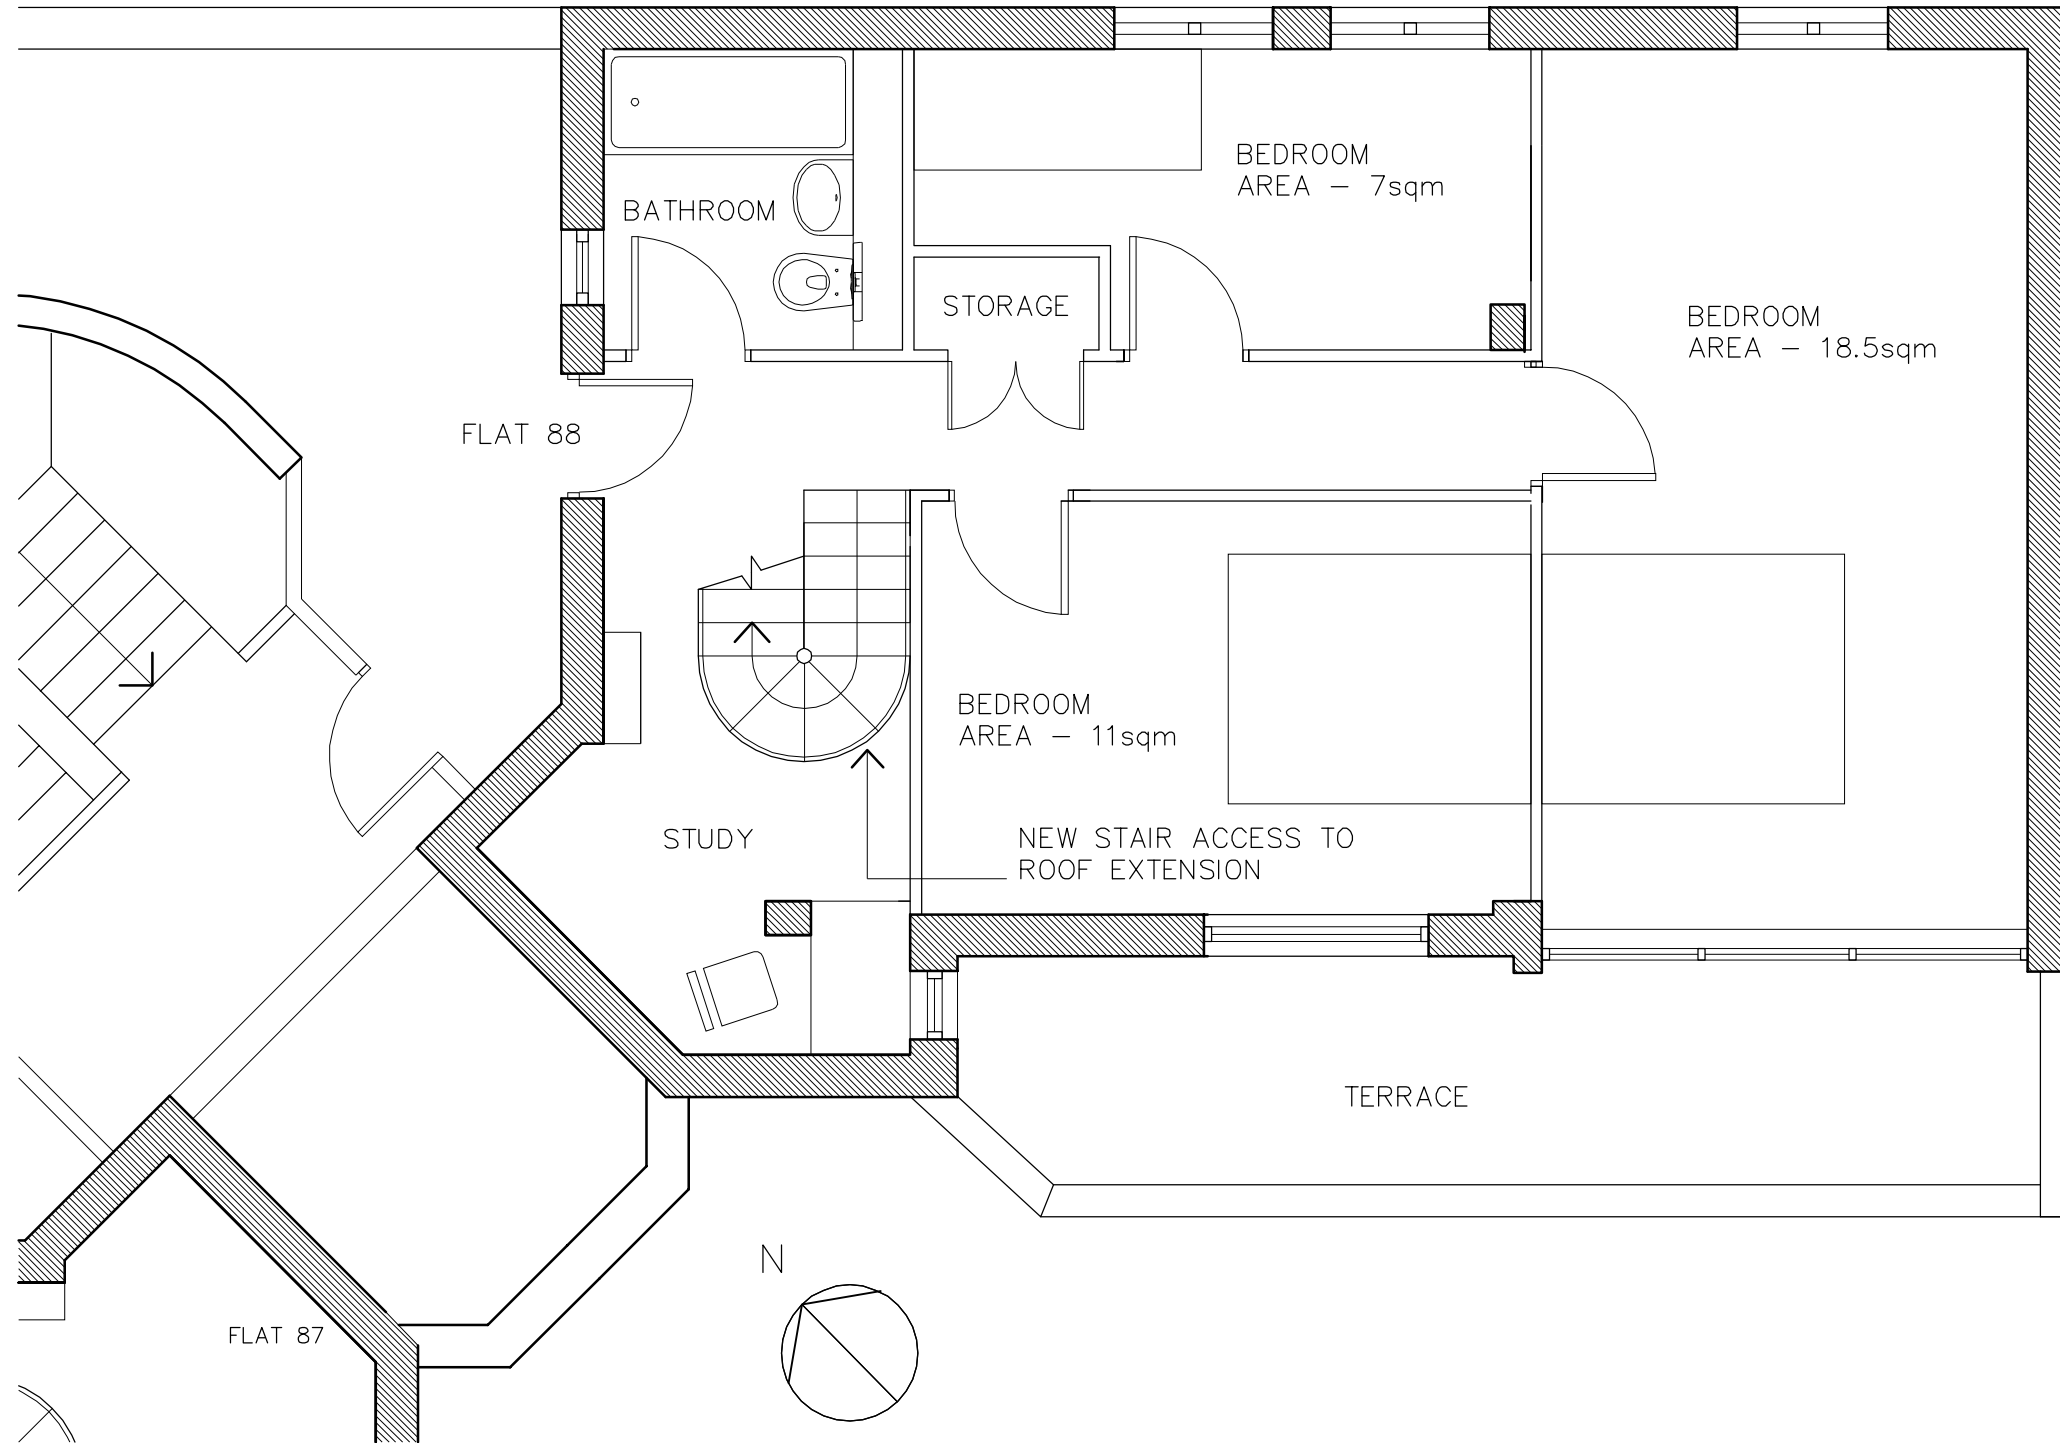 BEDROOM
AREA – 7sqm
BATHROOM
STORAGE
BEDROOM
AREA – 18.5sqm
FLAT 88
BEDROOM
AREA – 11sqm
STUDY
NEW STAIR ACCESS TO
ROOF EXTENSION
TERRACE
N
FLAT 87